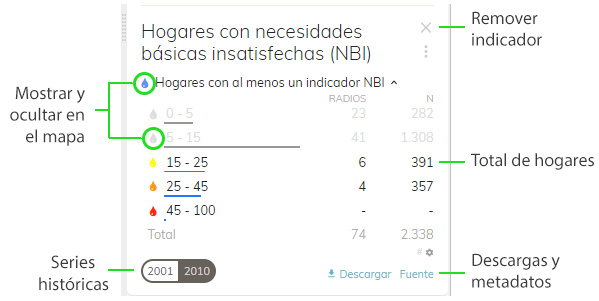 Hogares con necesidades
básicas insatisfechas (NBI)
Remover
indicador
Hogares con al menos un indicador NBI
Mostrar y
ocultar en
el mapa
RADIOS N
0 - 5 23 282
5 - 15 41 1.308
15 - 25 6 391
Total de hogares
25 - 45 4 357
45 - 100 - -
Total 74 2.338
#
Series
históricas
2001 2010
Descargar Fuente
Descargas y
metadatos